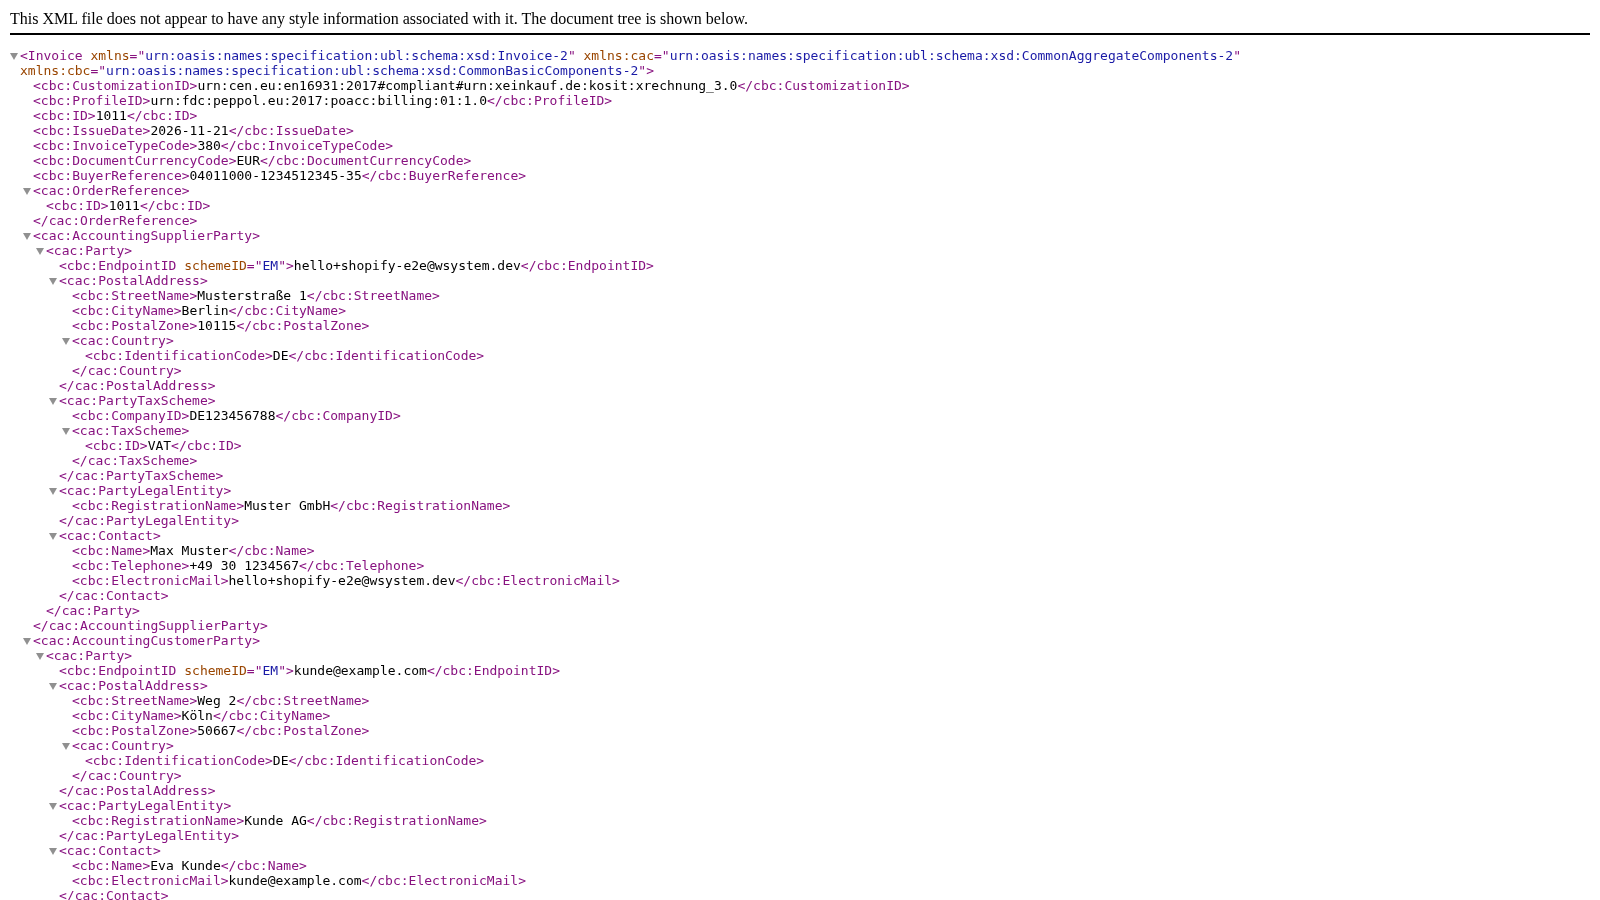 This XML file does not appear to have any style information associated with it. The document tree is shown below.
<Invoice xmlns="urn:oasis:names:specification:ubl:schema:xsd:Invoice-2" xmlns:cac="urn:oasis:names:specification:ubl:schema:xsd:CommonAggregateComponents-2"
xmlns:cbc="urn:oasis:names:specification:ubl:schema:xsd:CommonBasicComponents-2">
<cbc:CustomizationID>urn:cen.eu:en16931:2017#compliant#urn:xeinkauf.de:kosit:xrechnung_3.0</cbc:CustomizationID>
<cbc:ProfileID>urn:fdc:peppol.eu:2017:poacc:billing:01:1.0</cbc:ProfileID>
<cbc:ID>1011</cbc:ID>
<cbc:IssueDate>2026-11-21</cbc:IssueDate>
<cbc:InvoiceTypeCode>380</cbc:InvoiceTypeCode>
<cbc:DocumentCurrencyCode>EUR</cbc:DocumentCurrencyCode>
<cbc:BuyerReference>04011000-1234512345-35</cbc:BuyerReference>
<cac:OrderReference>
<cbc:ID>1011</cbc:ID>
</cac:OrderReference>
<cac:AccountingSupplierParty>
<cac:Party>
<cbc:EndpointID schemeID="EM">hello+shopify-e2e@wsystem.dev</cbc:EndpointID>
<cac:PostalAddress>
<cbc:StreetName>Musterstraße 1</cbc:StreetName>
<cbc:CityName>Berlin</cbc:CityName>
<cbc:PostalZone>10115</cbc:PostalZone>
<cac:Country>
<cbc:IdentificationCode>DE</cbc:IdentificationCode>
</cac:Country>
</cac:PostalAddress>
<cac:PartyTaxScheme>
<cbc:CompanyID>DE123456788</cbc:CompanyID>
<cac:TaxScheme>
<cbc:ID>VAT</cbc:ID>
</cac:TaxScheme>
</cac:PartyTaxScheme>
<cac:PartyLegalEntity>
<cbc:RegistrationName>Muster GmbH</cbc:RegistrationName>
</cac:PartyLegalEntity>
<cac:Contact>
<cbc:Name>Max Muster</cbc:Name>
<cbc:Telephone>+49 30 1234567</cbc:Telephone>
<cbc:ElectronicMail>hello+shopify-e2e@wsystem.dev</cbc:ElectronicMail>
</cac:Contact>
</cac:Party>
</cac:AccountingSupplierParty>
<cac:AccountingCustomerParty>
<cac:Party>
<cbc:EndpointID schemeID="EM">kunde@example.com</cbc:EndpointID>
<cac:PostalAddress>
<cbc:StreetName>Weg 2</cbc:StreetName>
<cbc:CityName>Köln</cbc:CityName>
<cbc:PostalZone>50667</cbc:PostalZone>
<cac:Country>
<cbc:IdentificationCode>DE</cbc:IdentificationCode>
</cac:Country>
</cac:PostalAddress>
<cac:PartyLegalEntity>
<cbc:RegistrationName>Kunde AG</cbc:RegistrationName>
</cac:PartyLegalEntity>
<cac:Contact>
<cbc:Name>Eva Kunde</cbc:Name>
<cbc:ElectronicMail>kunde@example.com</cbc:ElectronicMail>
</cac:Contact>